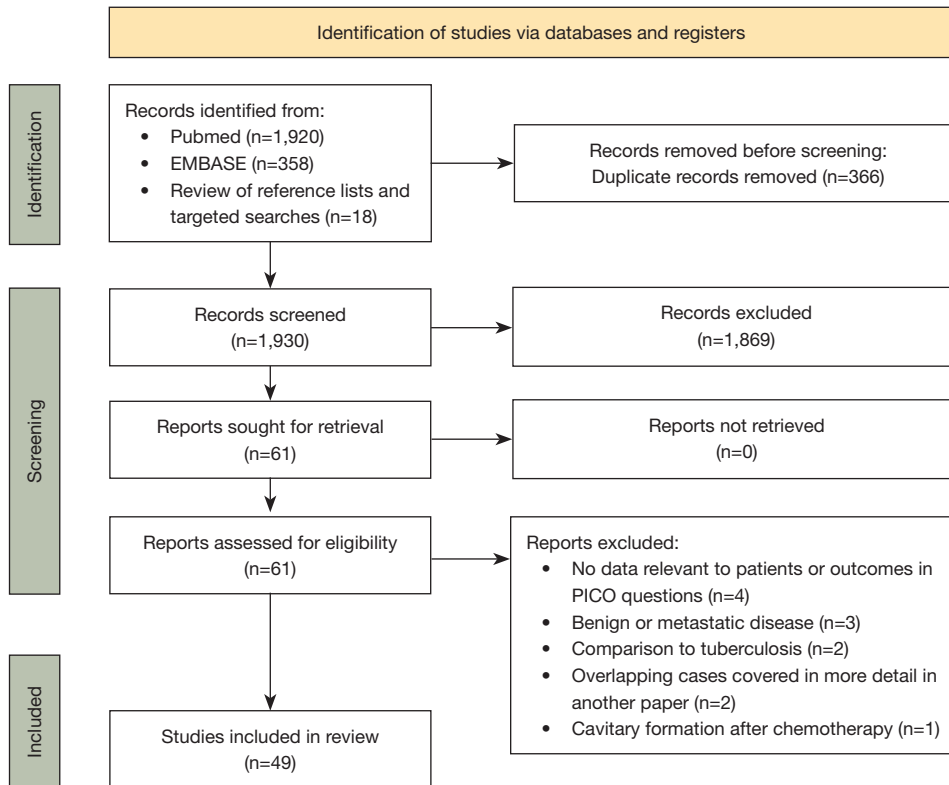 Identification of studies via databases and registers
Identification
Records identified from:
• Pubmed (n=1,920)
• EMBASE (n=358)
• Review of reference lists and
targeted searches (n=18)
Records removed before screening:
Duplicate records removed (n=366)
Screening
Records screened
(n=1,930)
Records excluded
(n=1,869)
Reports sought for retrieval
(n=61)
Reports not retrieved
(n=0)
Reports assessed for eligibility
(n=61)
Reports excluded:
• No data relevant to patients or outcomes in
PICO questions (n=4)
• Benign or metastatic disease (n=3)
• Comparison to tuberculosis (n=2)
• Overlapping cases covered in more detail in
another paper (n=2)
• Cavitary formation after chemotherapy (n=1)
Included
Studies included in review
(n=49)